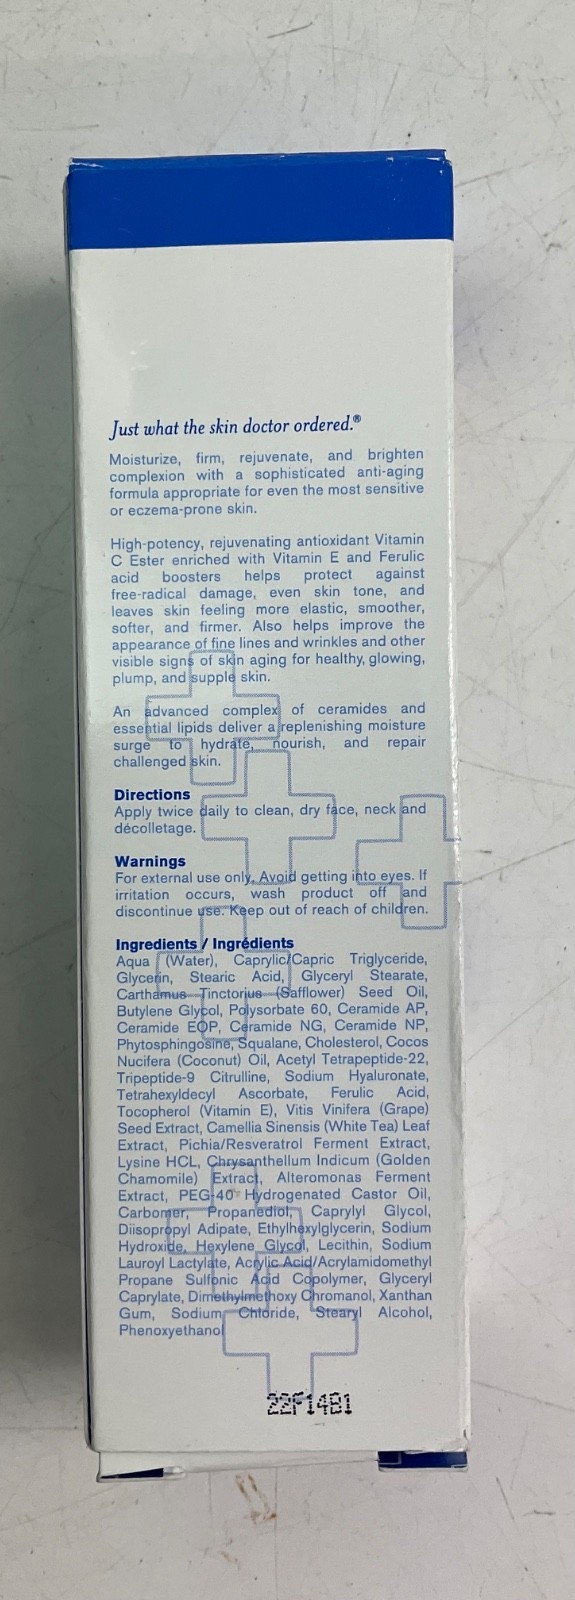 Just what the skin doctor ordered.®
Moisturize, firm, rejuvenate, and brighten
complexion with a sophisticated anti-aging
formula appropriate for even the most sensitive
or eczema-prone skin.
High-potency, rejuvenating antioxidant Vitamin
C Ester enriched with Vitamin E and Ferulic
acid boosters helps protect against
free-radical damage, even skin tone, and
leaves skin feeling more elastic, smoother,
softer, and firmer. Also helps improve the
appearance of fine lines and wrinkles and other
visible signs of skin aging for healthy, glowing,
plump, and supple skin.
An advanced complex of ceramides and
essential lipids deliver a replenishing moisture
surge to hydrate, nourish, and repair
challenged skin.
Directions
Apply twice daily to clean, dry face, neck and
décolletage.
Warnings
For external use only. Avoid getting into eyes. If
irritation occurs, wash product off and
discontinue use. Keep out of reach of children.
Ingredients / Ingrédients
Aqua (Water), Caprylic/Capric Triglyceride,
Glycerin, Stearic Acid, Glyceryl Stearate,
Carthamus Tinctorius (Safflower) Seed Oil,
Butylene Glycol, Polysorbate 60, Ceramide AP,
Ceramide EOP, Ceramide NG, Ceramide NP,
Phytosphingosine, Squalane, Cholesterol, Cocos
Nucifera (Coconut) Oil, Acetyl Tetrapeptide-22,
Tripeptide-9 Citrulline, Sodium Hyaluronate,
Tetrahexyldecyl Ascorbate, Ferulic Acid,
Tocopherol (Vitamin E), Vitis Vinifera (Grape)
Seed Extract, Camellia Sinensis (White Tea) Leaf
Extract, Pichia/Resveratrol Ferment Extract,
Lysine HCL, Chrysanthellum Indicum (Golden
Chamomile) Extract, Alteromonas Ferment
Extract, PEG-40 Hydrogenated Castor Oil,
Carbomer, Propanediol, Caprylyl Glycol,
Diisopropyl Adipate, Ethylhexylglycerin, Sodium
Hydroxide, Hexylene Glycol, Lecithin, Sodium
Lauroyl Lactylate, Acrylic Acid/Acrylamidomethyl
Propane Sulfonic Acid Copolymer, Glyceryl
Caprylate, Dimethylmethoxy Chromanol, Xanthan
Gum, Sodium Chloride, Stearyl Alcohol,
Phenoxyethanol
22F14B1